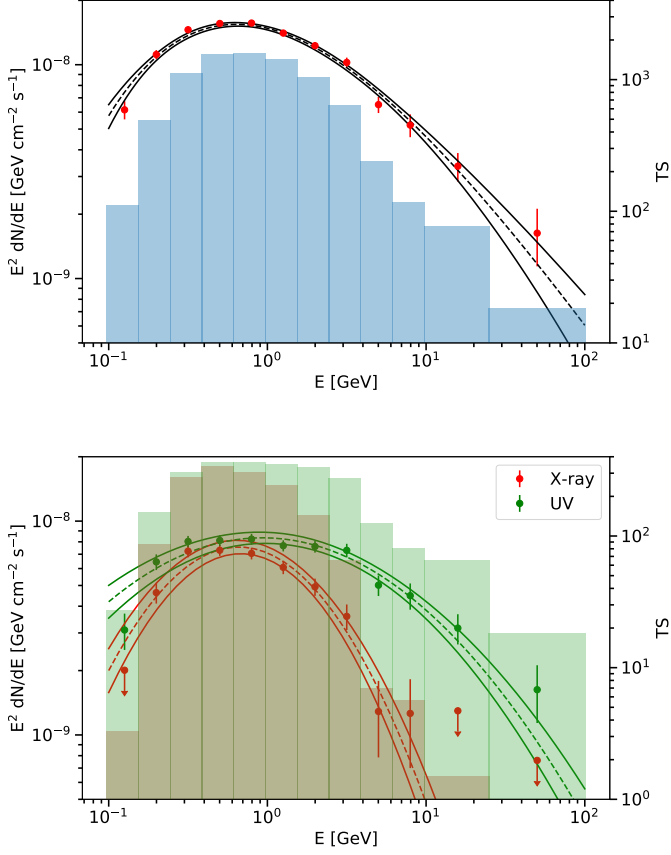 10⁻⁸
10⁻⁹
E² dN/dE [GeV cm⁻² s⁻¹]
10³
10²
10¹
TS
10⁻¹ 10⁰ 10¹ 10²
E [GeV]
X-ray
UV
10⁻⁸
10⁻⁹
E² dN/dE [GeV cm⁻² s⁻¹]
10²
10¹
10⁰
TS
10⁻¹ 10⁰ 10¹ 10²
E [GeV]